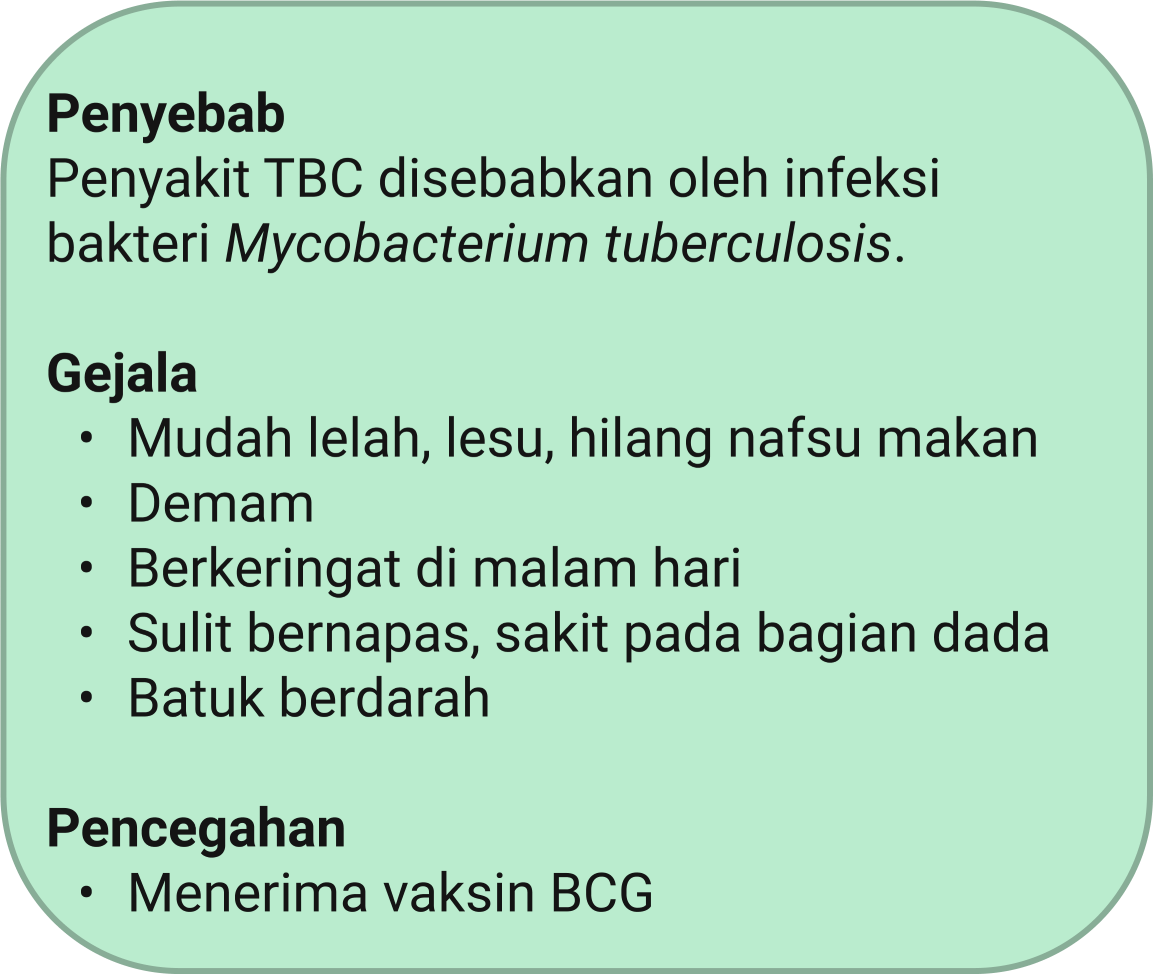 Penyebab
Penyakit TBC disebabkan oleh infeksi
bakteri Mycobacterium tuberculosis.
Gejala
• Mudah lelah, lesu, hilang nafsu makan
• Demam
• Berkeringat di malam hari
• Sulit bernapas, sakit pada bagian dada
• Batuk berdarah
Pencegahan
• Menerima vaksin BCG